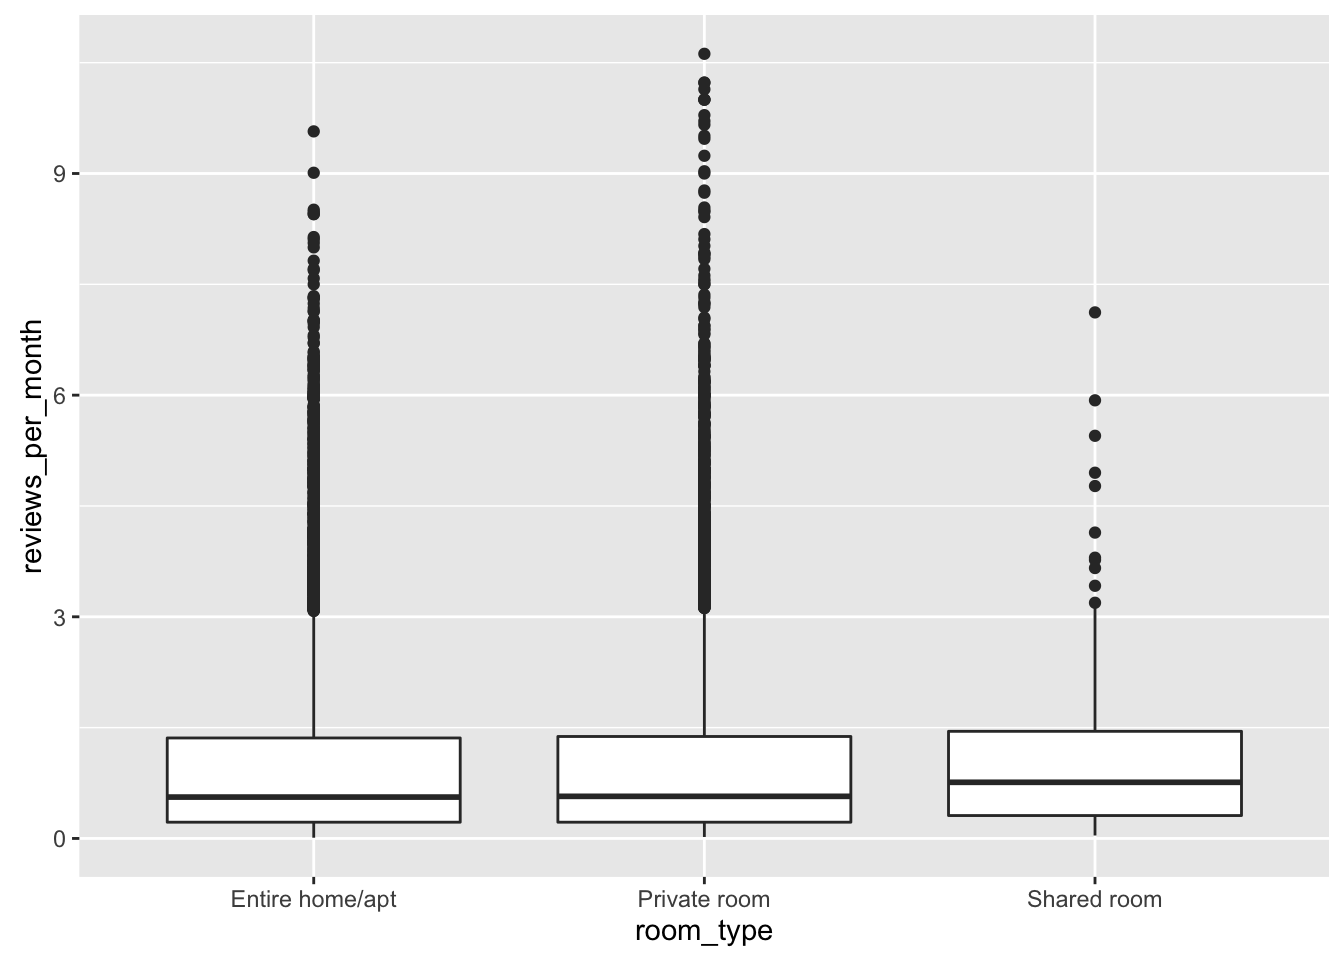 reviews_per_month
9
6
3
0
Entire home/apt
Private room
Shared room
room_type